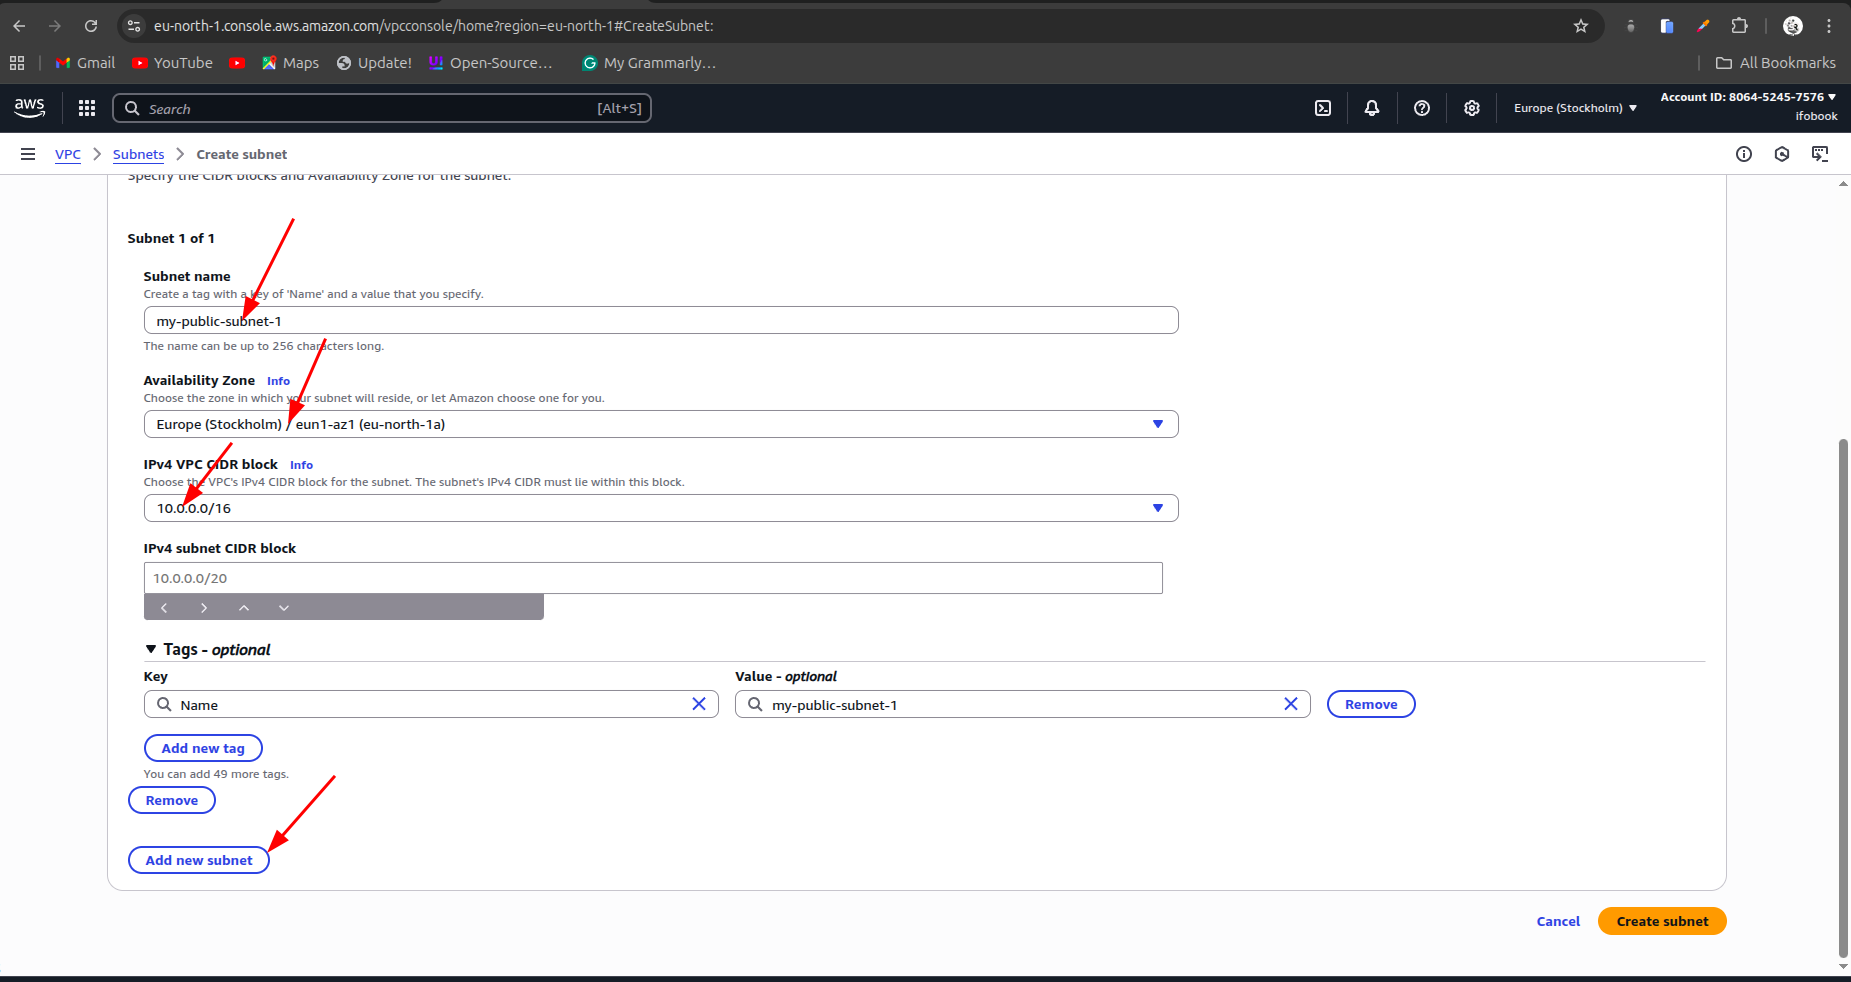 eu-north-1.console.aws.amazon.com/vpcconsole/home?region=eu-north-1#CreateSubnet:
Gmail YouTube Maps Update! Open-Source... My Grammarly... All Bookmarks
aws Search [Alt+S] Europe (Stockholm) Account ID: 8064-5245-7576
ifobook
VPC Subnets Create subnet
Specify the CIDR blocks and Availability Zone for the subnet.
Subnet 1 of 1
Subnet name
Create a tag with a key of 'Name' and a value that you specify.
my-public-subnet-1
The name can be up to 256 characters long.
Availability Zone Info
Choose the zone in which your subnet will reside, or let Amazon choose one for you.
Europe (Stockholm) / eun1-az1 (eu-north-1a)
IPv4 VPC CIDR block Info
Choose the VPC's IPv4 CIDR block for the subnet. The subnet's IPv4 CIDR must lie within this block.
10.0.0.0/16
IPv4 subnet CIDR block
10.0.0.0/20
Tags - optional
Key Value - optional
Name my-public-subnet-1 Remove
Add new tag
You can add 49 more tags.
Remove
Add new subnet
Cancel Create subnet